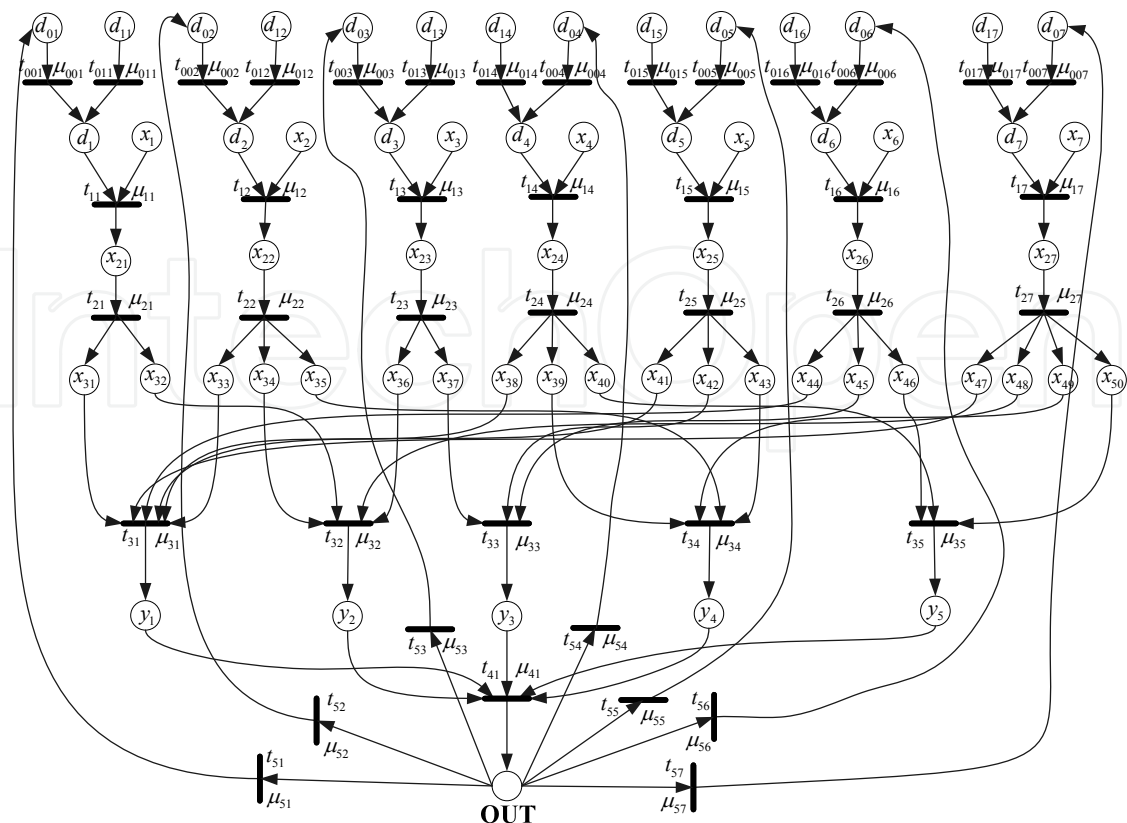 d01 d11 d02 d12 d03 d13 d14 d04 d15 d05 d16 d06 d17 d07
t001 μ001 t011 μ011 t002 μ002 t012 μ012 t003 μ003 t013 μ013 t014 μ014 t004 μ004 t015 μ015 t005 μ005 t016 μ016 t006 μ006 t017 μ017 t007 μ007
d1 x1 d2 x2 d3 x3 d4 x4 d5 x5 d6 x6 d7 x7
t11 μ11 t12 μ12 t13 μ13 t14 μ14 t15 μ15 t16 μ16 t17 μ17
x21 x22 x23 x24 x25 x26 x27
t21 μ21 t22 μ22 t23 μ23 t24 μ24 t25 μ25 t26 μ26 t27 μ27
x31 x32 x33 x34 x35 x36 x37 x38 x39 x40 x41 x42 x43 x44 x45 x46 x47 x48 x49 x50
t31 μ31 t32 μ32 t33 μ33 t34 μ34 t35 μ35
y1 y2 y3 y4 y5
t53 μ53 t54 μ54
t41 μ41
t52 μ52 t55 μ55 t56 μ56
t51 μ51 t57 μ57
OUT
IntechOpen